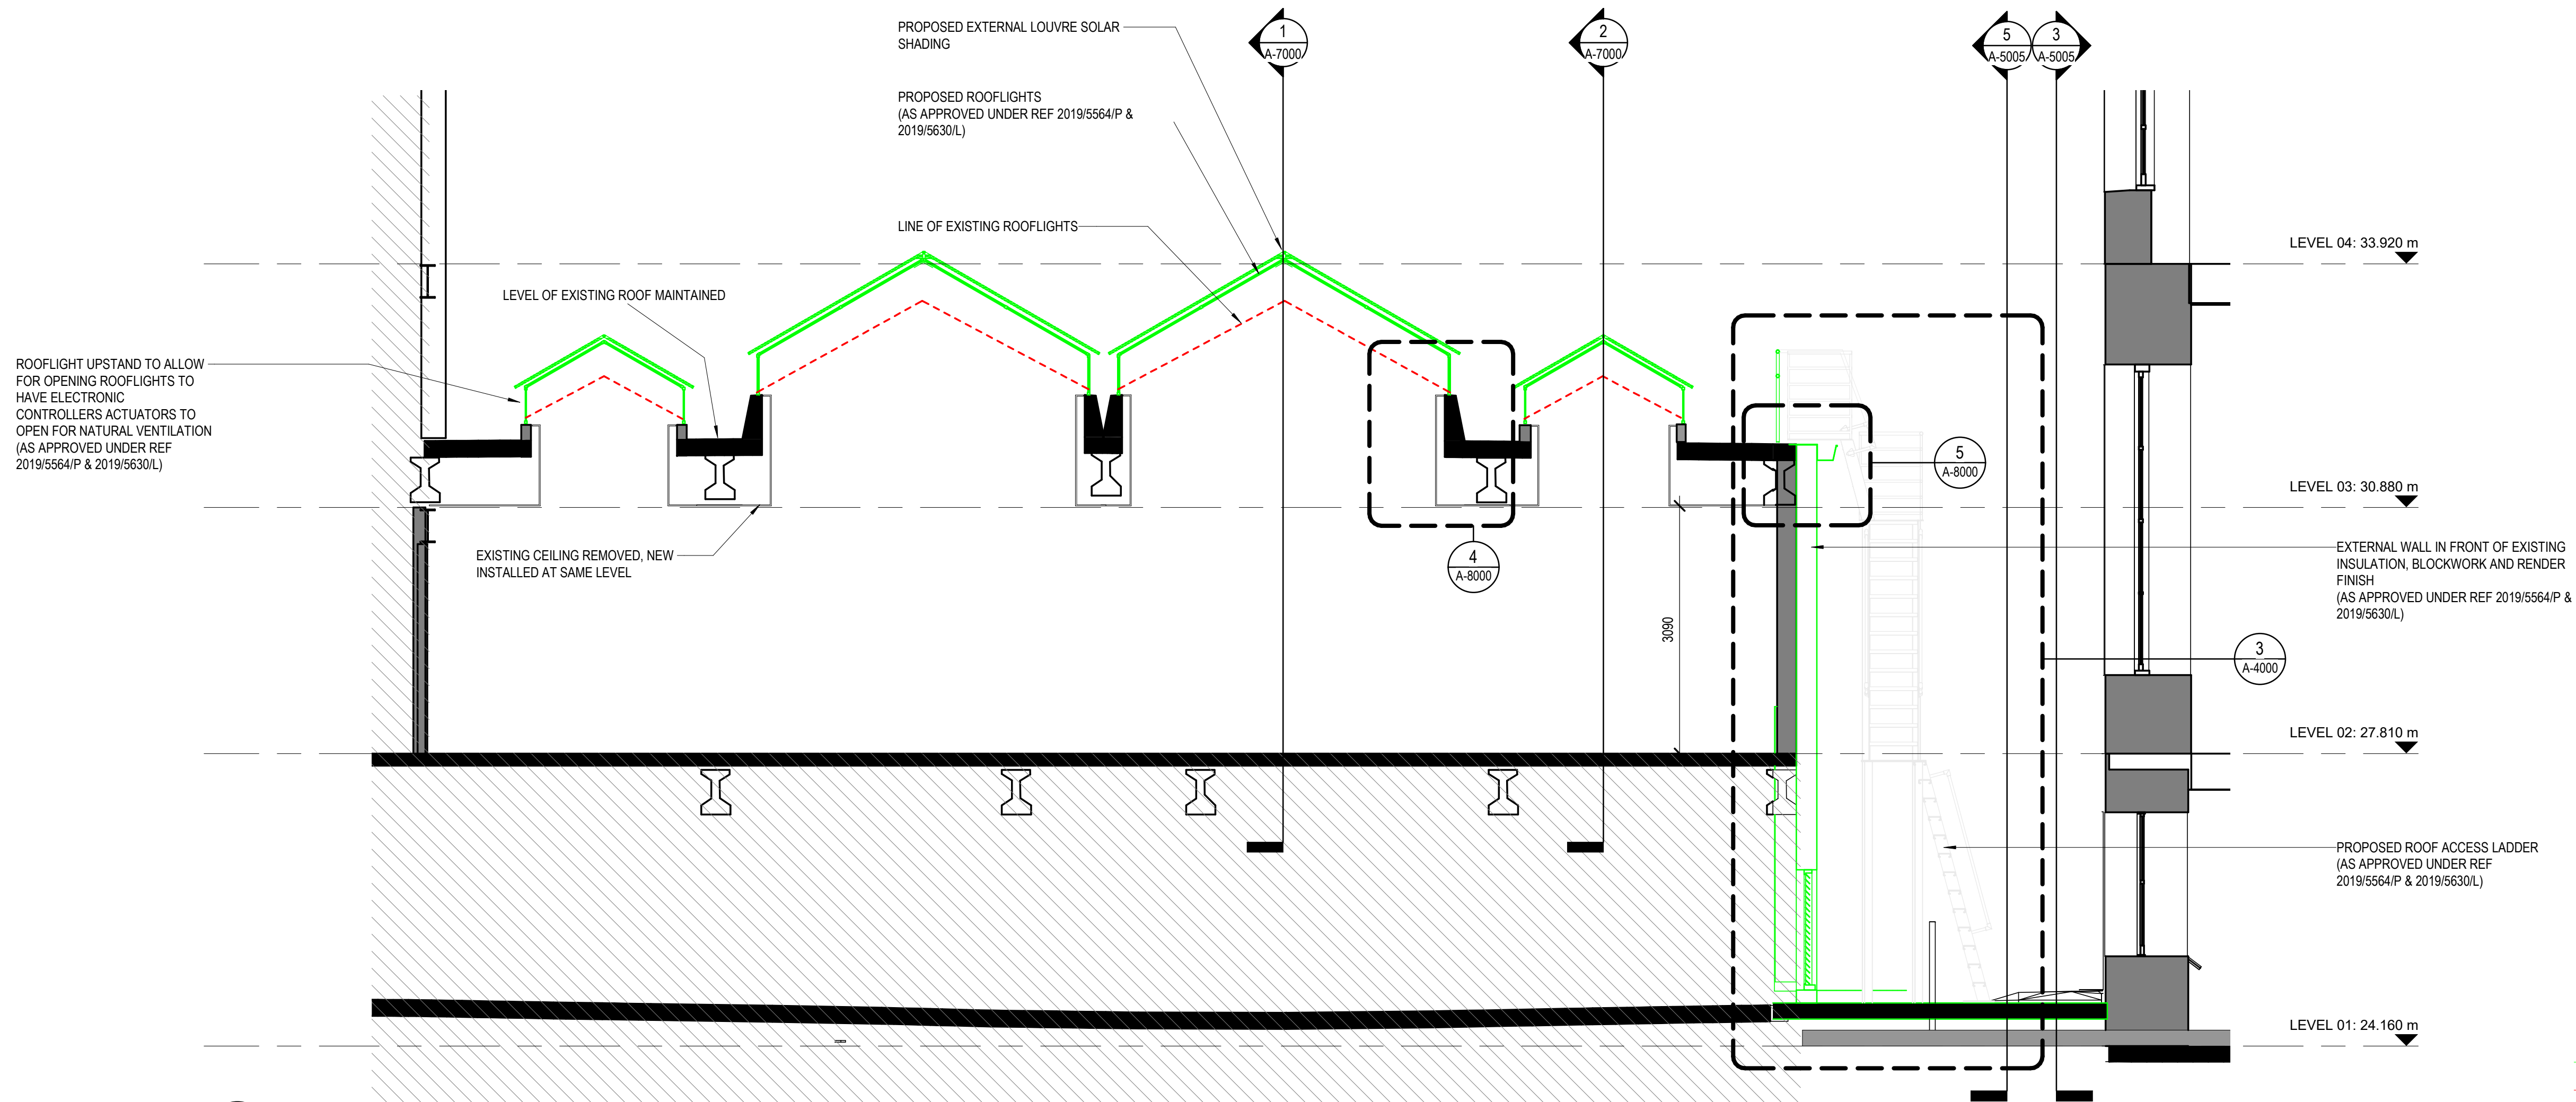 PROPOSED EXTERNAL LOUVRE SOLAR
SHADING
1
A-7000
2
A-7000
5
A-5005
3
A-5005
PROPOSED ROOFLIGHTS
(AS APPROVED UNDER REF 2019/5564/P &
2019/5630/L)
LINE OF EXISTING ROOFLIGHTS
LEVEL 04: 33.920 m
LEVEL OF EXISTING ROOF MAINTAINED
ROOFLIGHT UPSTAND TO ALLOW
FOR OPENING ROOFLIGHTS TO
HAVE ELECTRONIC
CONTROLLERS ACTUATORS TO
OPEN FOR NATURAL VENTILATION
(AS APPROVED UNDER REF
2019/5564/P & 2019/5630/L)
5
A-8000
LEVEL 03: 30.880 m
EXISTING CEILING REMOVED, NEW
INSTALLED AT SAME LEVEL
4
A-8000
EXTERNAL WALL IN FRONT OF EXISTING
INSULATION, BLOCKWORK AND RENDER
FINISH
(AS APPROVED UNDER REF 2019/5564/P &
2019/5630/L)
3090
3
A-4000
LEVEL 02: 27.810 m
PROPOSED ROOF ACCESS LADDER
(AS APPROVED UNDER REF
2019/5564/P & 2019/5630/L)
LEVEL 01: 24.160 m